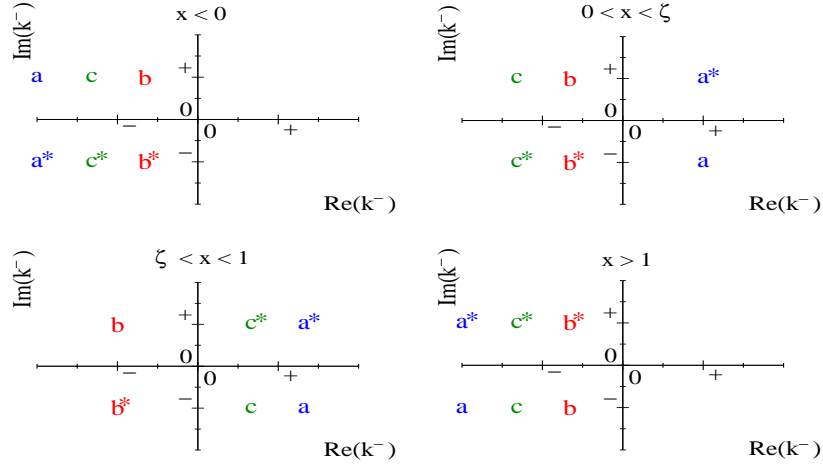 x < 0
Im(k⁻)
a c b +
0
− 0 +
a* c* b* −
Re(k⁻)
0 < x < ζ
Im(k⁻)
c b + a*
0
− 0 +
c* b* − a
Re(k⁻)
ζ < x < 1
Im(k⁻)
b + c* a*
0
− 0 +
b* − c a
Re(k⁻)
x > 1
Im(k⁻)
a* c* b* +
0
− 0 +
a c b −
Re(k⁻)